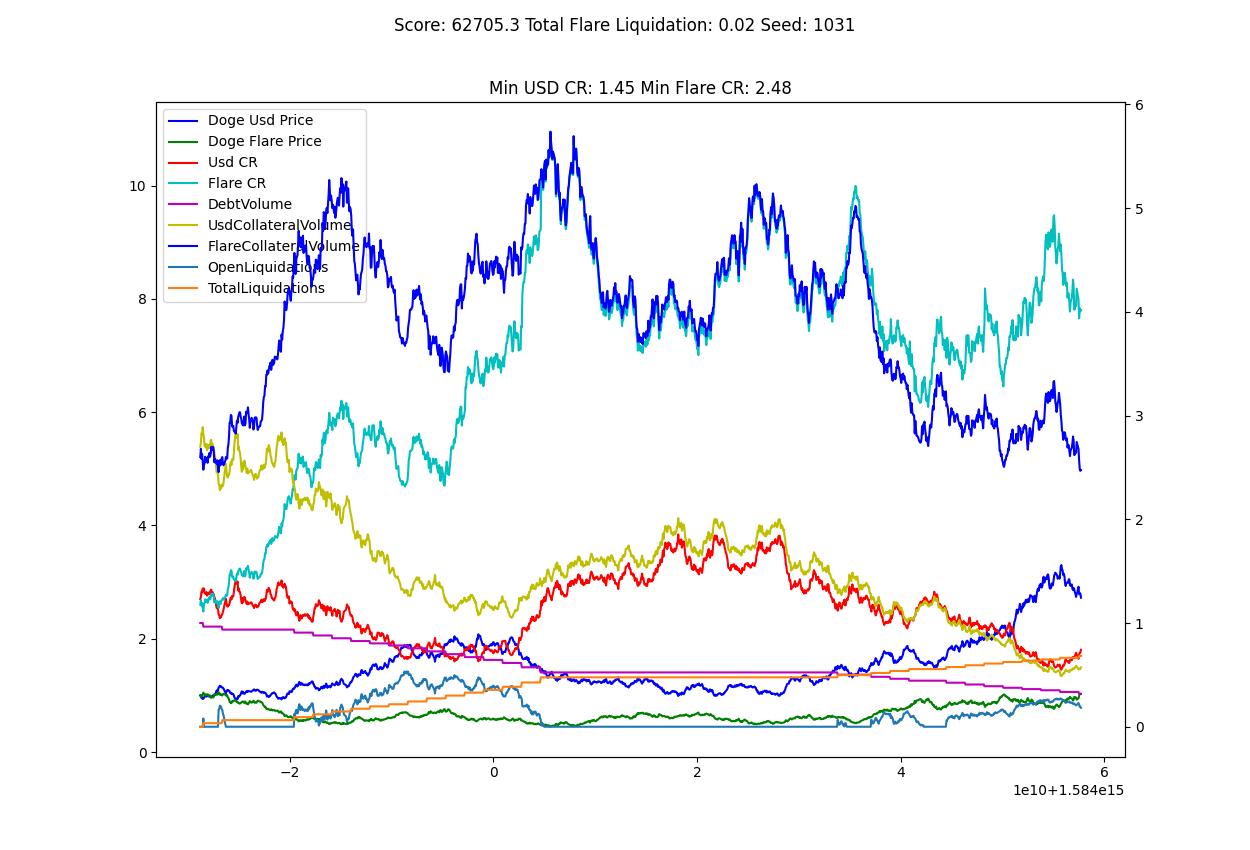 Score: 62705.3 Total Flare Liquidation: 0.02 Seed: 1031
Min USD CR: 1.45 Min Flare CR: 2.48
Doge Usd Price
Doge Flare Price
Usd CR
Flare CR
DebtVolume
UsdCollateralVolume
FlareCollateralVolume
OpenLiquidations
TotalLiquidations
10
8
6
4
2
0
6
5
4
3
2
1
0
−2
0
2
4
6
1e10+1.584e15